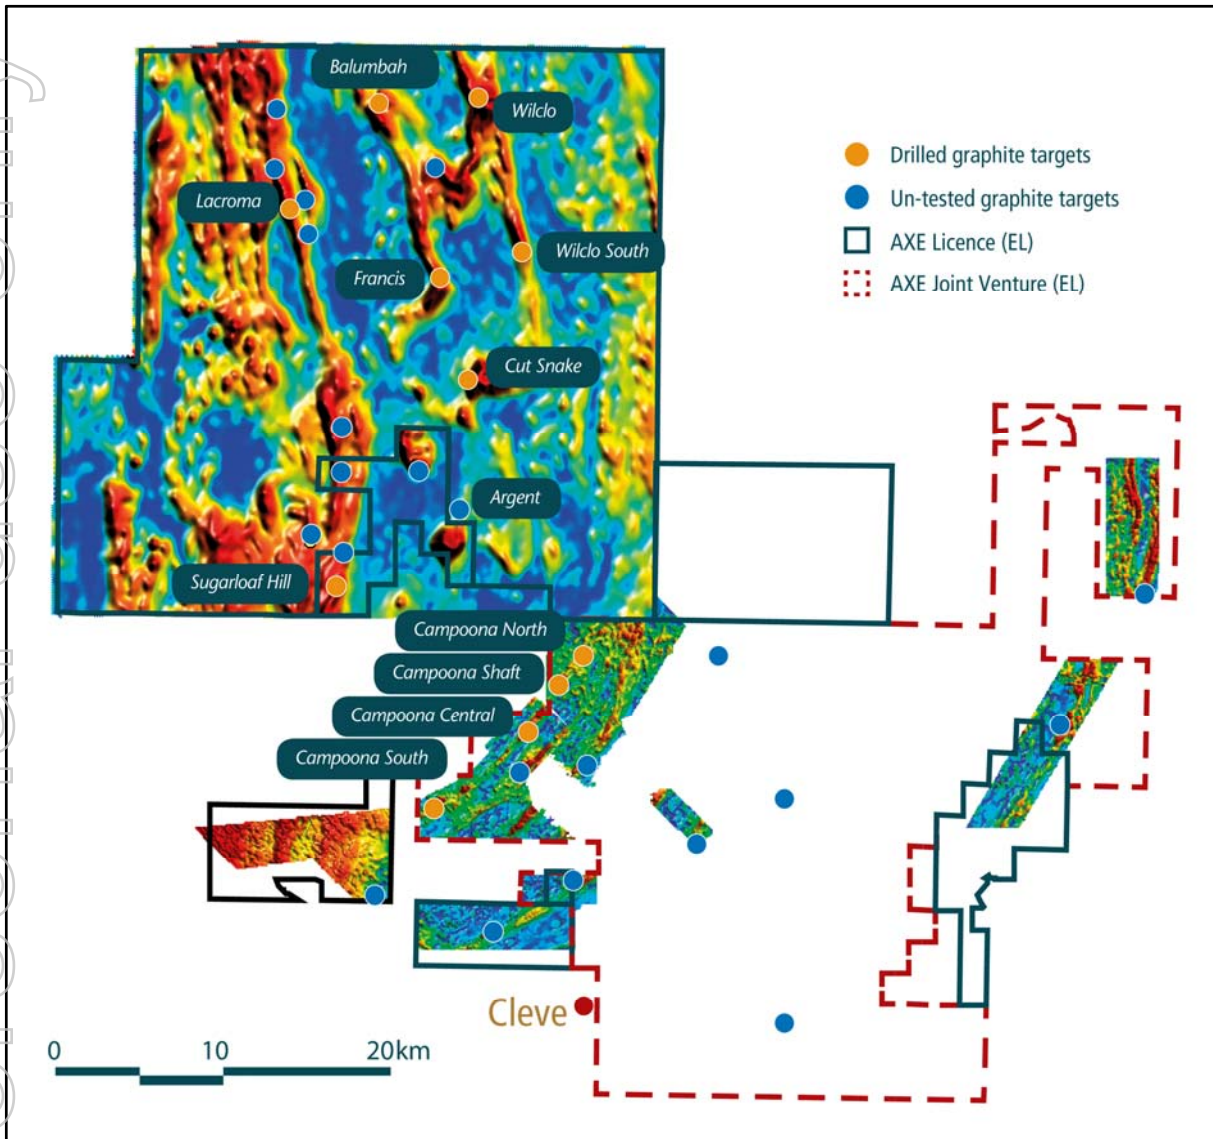 Balumbah
Wilclo
Lacroma
Wilclo South
Francis
Cut Snake
Argent
Sugarloaf Hill
Campoona North
Campoona Shaft
Campoona Central
Campoona South
Drilled graphite targets
Un-tested graphite targets
AXE Licence (EL)
AXE Joint Venture (EL)
Cleve
0 10 20km